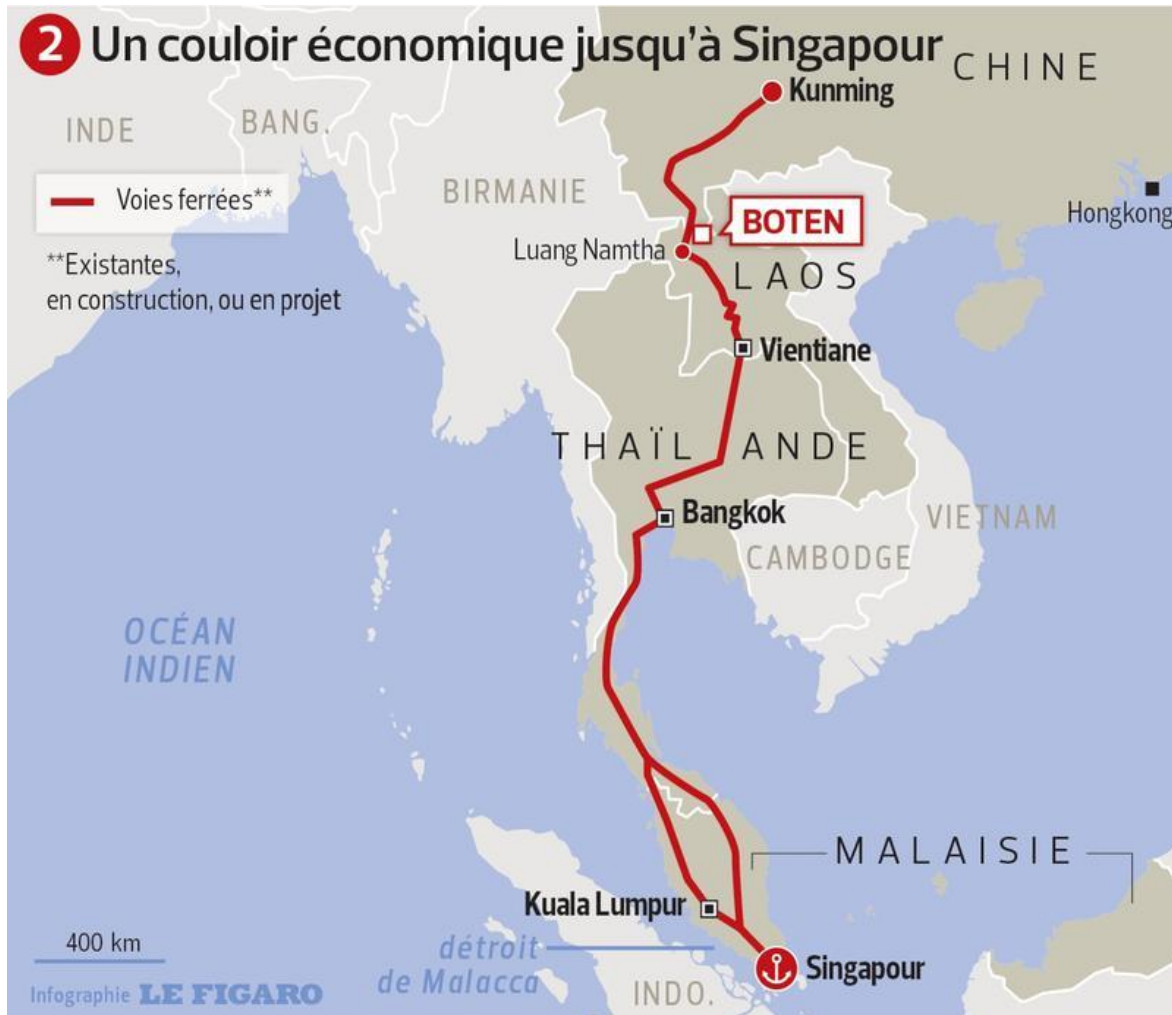 2 Un couloir économique jusqu'à Singapour
CHINE
Kunming
INDE
BANG.
Voies ferrées**
BIRMANIE
Hongkong
BOTEN
Luang Namtha
**Existantes,
en construction, ou en projet
LAOS
Vientiane
THAÏLANDE
Bangkok
VIETNAM
CAMBODGE
OCÉAN
INDIEN
MALAISIE
Kuala Lumpur
400 km
détroit
de Malacca
Singapour
INDO.
Infographie LE FIGARO